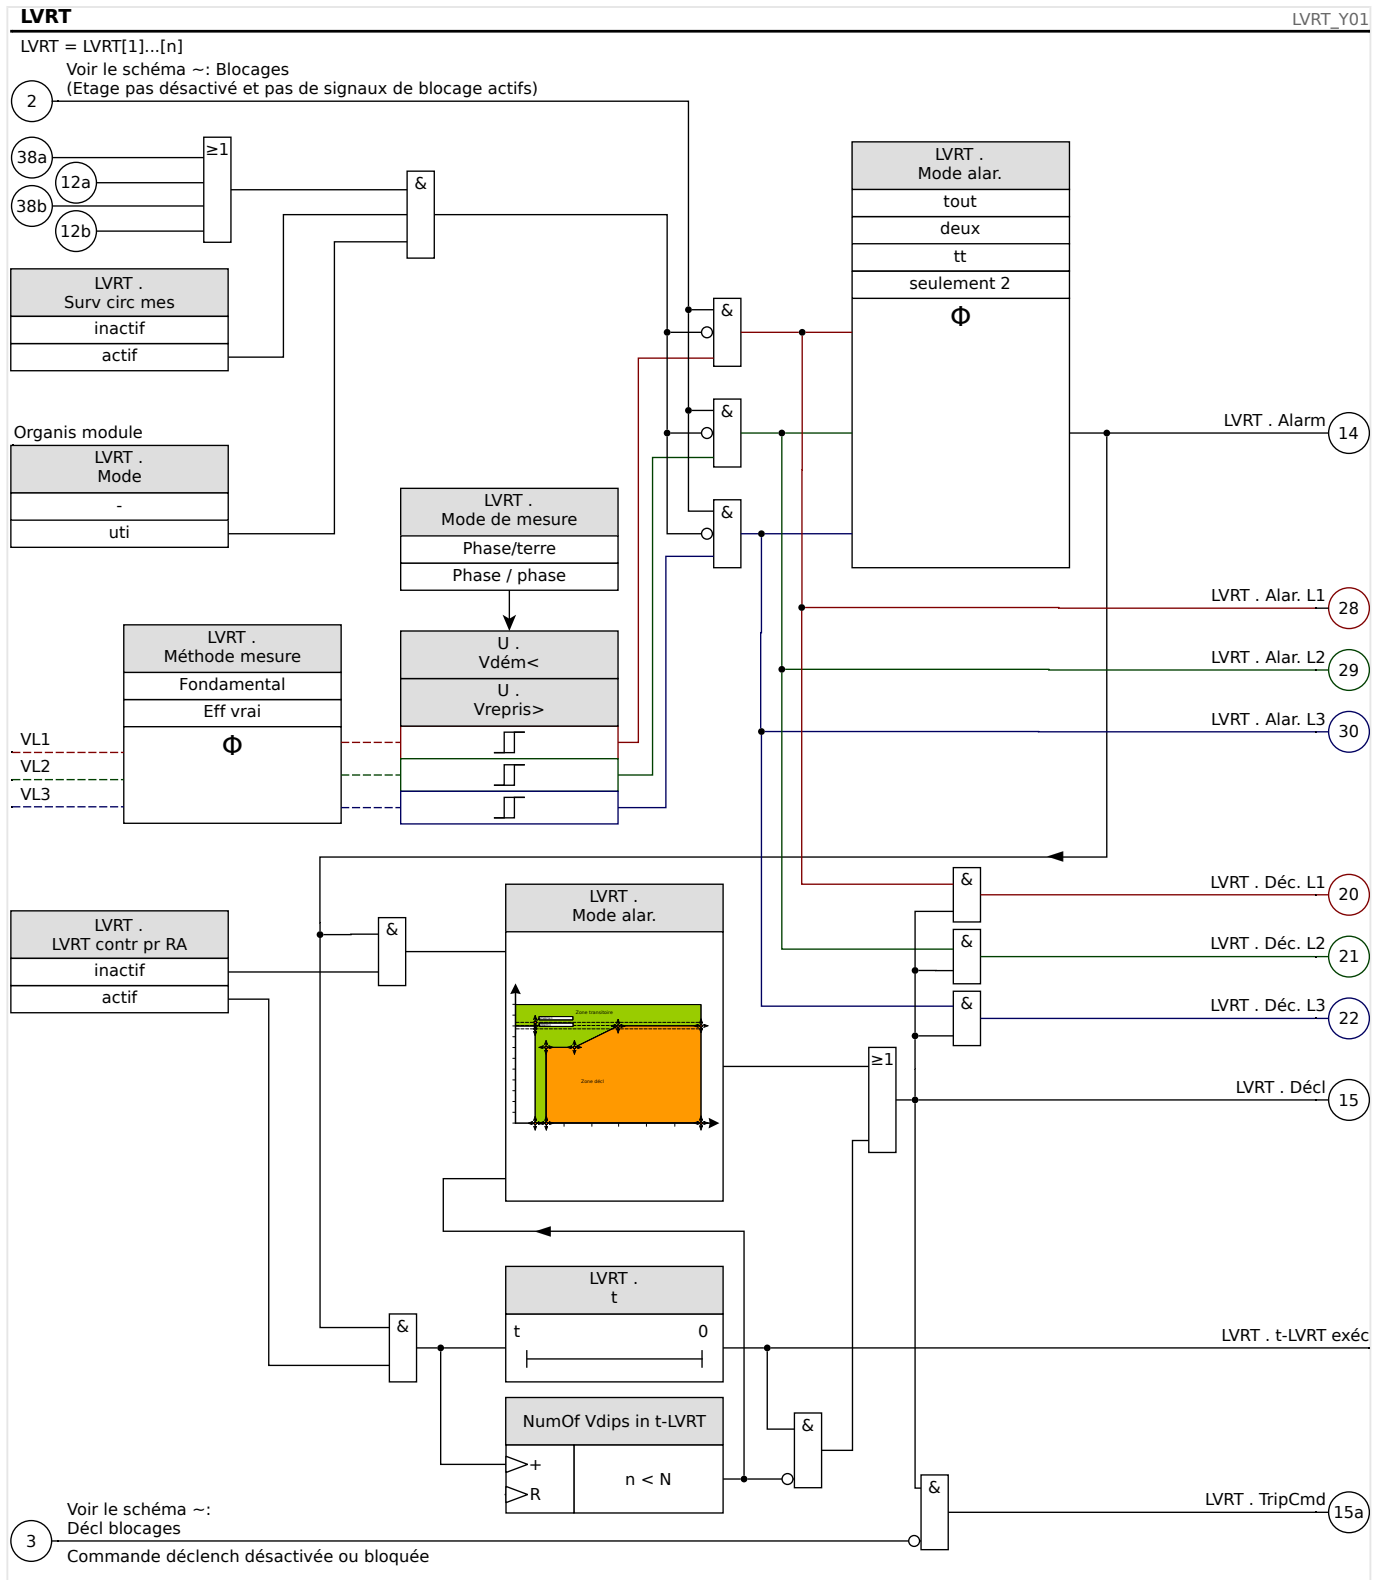 LVRT
LVRT_Y01
LVRT = LVRT[1]...[n]
Voir le schéma ~: Blocages
(Etage pas désactivé et pas de signaux de blocage actifs)
2
38a
12a
38b
12b
≥1
&
LVRT .
Surv circ mes
inactif
actif
Organis module
LVRT .
Mode
-
uti
LVRT .
Mode de mesure
Phase/terre
Phase / phase
LVRT .
Méthode mesure
Fondamental
Eff vrai
Φ
VL1
VL2
VL3
U .
Vdém<
U .
Vrepris>
&
&
&
LVRT .
Mode alar.
tout
deux
tt
seulement 2
Φ
LVRT . Alarm
14
LVRT . Alar. L1
28
LVRT . Alar. L2
29
LVRT . Alar. L3
30
LVRT .
LVRT contr pr RA
inactif
actif
&
LVRT .
Mode alar.
Zone transitoire
Zone décl
&
LVRT . Déc. L1
20
&
LVRT . Déc. L2
21
&
LVRT . Déc. L3
22
≥1
LVRT . Décl
15
&
LVRT .
t
t
0
LVRT . t-LVRT exéc
NumOf Vdips in t-LVRT
+
R
n < N
&
&
LVRT . TripCmd
15a
Voir le schéma ~:
Décl blocages
3
Commande déclench désactivée ou bloquée